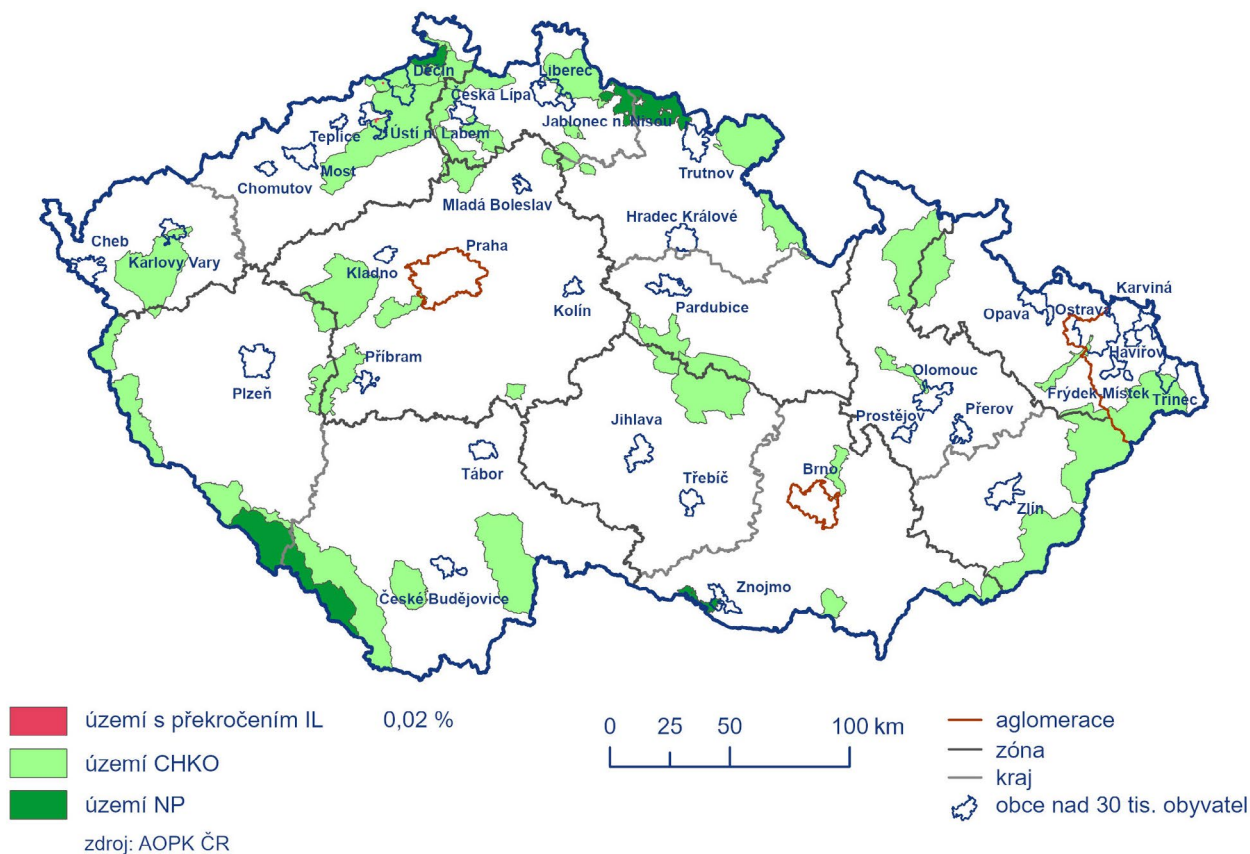 Děčín
Liberec
Česká Lípa
Teplice
Ústí n. Labem
Jablonec n. Nisou
Most
Trutnov
Chomutov
Mladá Boleslav
Hradec Králové
Cheb
Praha
Karlovy Vary
Kladno
Karviná
Kolín
Pardubice
Opava
Ostrava
Havířov
Příbram
Plzeň
Olomouc
Frýdek-Místek
Třinec
Prostějov
Přerov
Jihlava
Tábor
Třebíč
Brno
Zlín
Znojmo
České Budějovice
území s překročením IL 0,02 %
území CHKO
území NP
zdroj: AOPK ČR
0 25 50 100 km
aglomerace
zóna
kraj
obce nad 30 tis. obyvatel